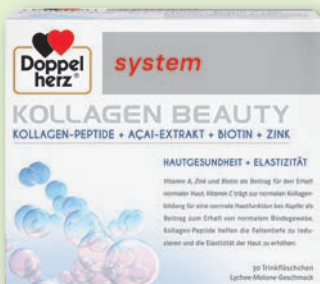 Doppel
herz®
system
KOLLAGEN BEAUTY
KOLLAGEN-PEPTIDE + AÇAI-EXTRAKT + BIOTIN + ZINK
HAUTGESUNDHEIT + ELASTIZITÄT
Vitamin A, Zink und Biotin als Beitrag für den Erhalt
normaler Haut, Vitamin C trägt zur normalen Kollagen-
bildung für eine normale Hautfunktion bei. Kupfer als
Beitrag zum Erhalt von normalem Bindegewebe.
Kollagen-Peptide helfen die Faltentiefe zu redu-
zieren und die Elastizität der Haut zu erhöhen.
30 Trinkfläschchen
Lychee-Melone-Geschmack